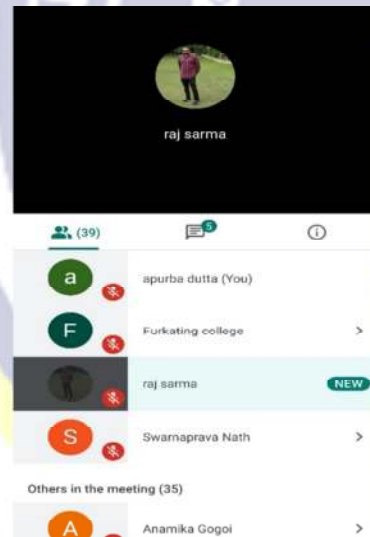 raj sarma
(39)
5
a
apurba dutta (You)
F
Furkating college
raj sarma
NEW
S
Swarnaprava Nath
Others in the meeting (35)
A
Anamika Gogoi